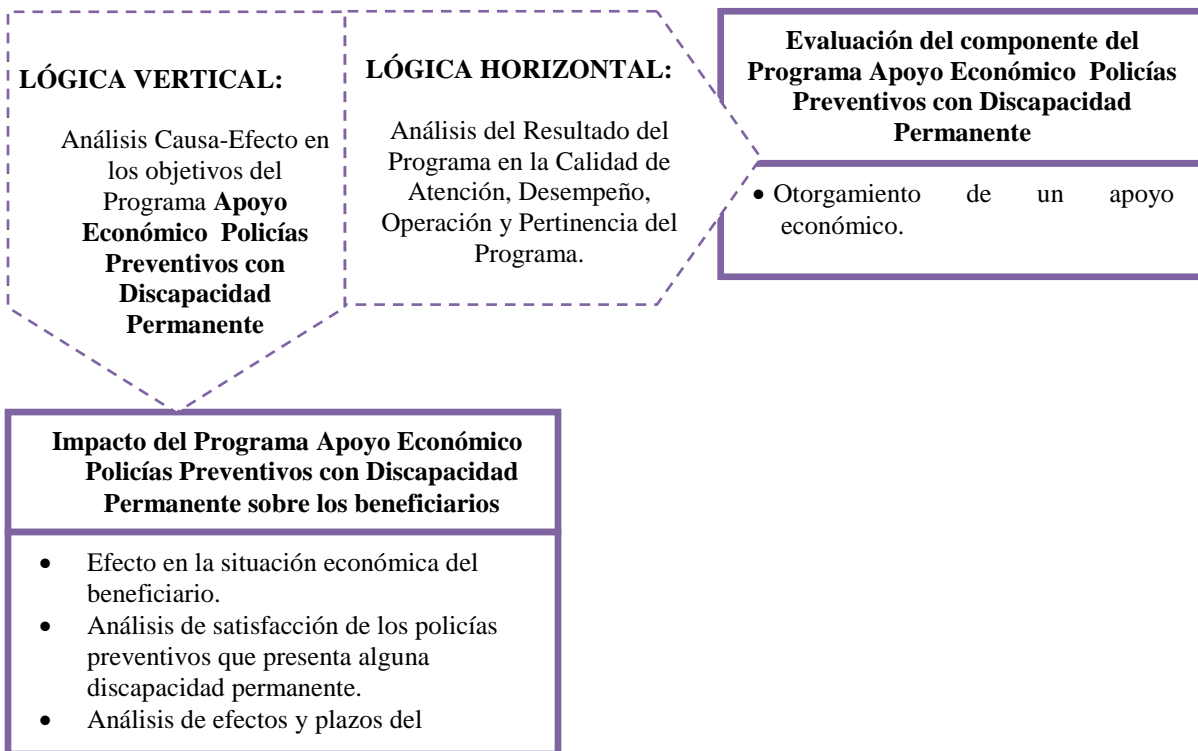 LÓGICA VERTICAL:
Análisis Causa-Efecto en
los objetivos del
Programa Apoyo
Económico Policías
Preventivos con
Discapacidad
Permanente
LÓGICA HORIZONTAL:
Análisis del Resultado del
Programa en la Calidad de
Atención, Desempeño,
Operación y Pertinencia del
Programa.
Evaluación del componente del
Programa Apoyo Económico Policías
Preventivos con Discapacidad
Permanente
• Otorgamiento de un apoyo
económico.
Impacto del Programa Apoyo Económico
Policías Preventivos con Discapacidad
Permanente sobre los beneficiarios
• Efecto en la situación económica del
beneficiario.
• Análisis de satisfacción de los policías
preventivos que presenta alguna
discapacidad permanente.
• Análisis de efectos y plazos del